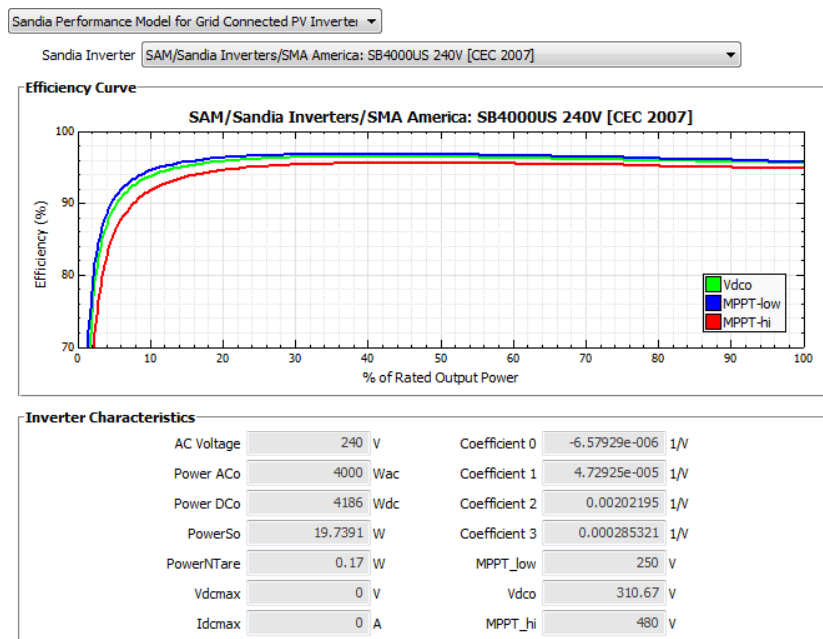 Sandia Performance Model for Grid Connected PV Inverter
Sandia Inverter SAM/Sandia Inverters/SMA America: SB4000US 240V [CEC 2007]
Efficiency Curve
SAM/Sandia Inverters/SMA America: SB4000US 240V [CEC 2007]
100
90
80
70
Efficiency (%)
Vdco
MPPT-low
MPPT-hi
0 10 20 30 40 50 60 70 80 90 100
% of Rated Output Power
Inverter Characteristics
AC Voltage 240 V Coefficient 0 -6.57929e-006 1/V
Power ACo 4000 Wac Coefficient 1 4.72925e-005 1/V
Power DCo 4186 Wdc Coefficient 2 0.00202195 1/V
PowerSo 19.7391 W Coefficient 3 0.000285321 1/V
PowerNTare 0.17 W MPPT_low 250 V
Vdcmax 0 V Vdco 310.67 V
Idcmax 0 A MPPT_hi 480 V